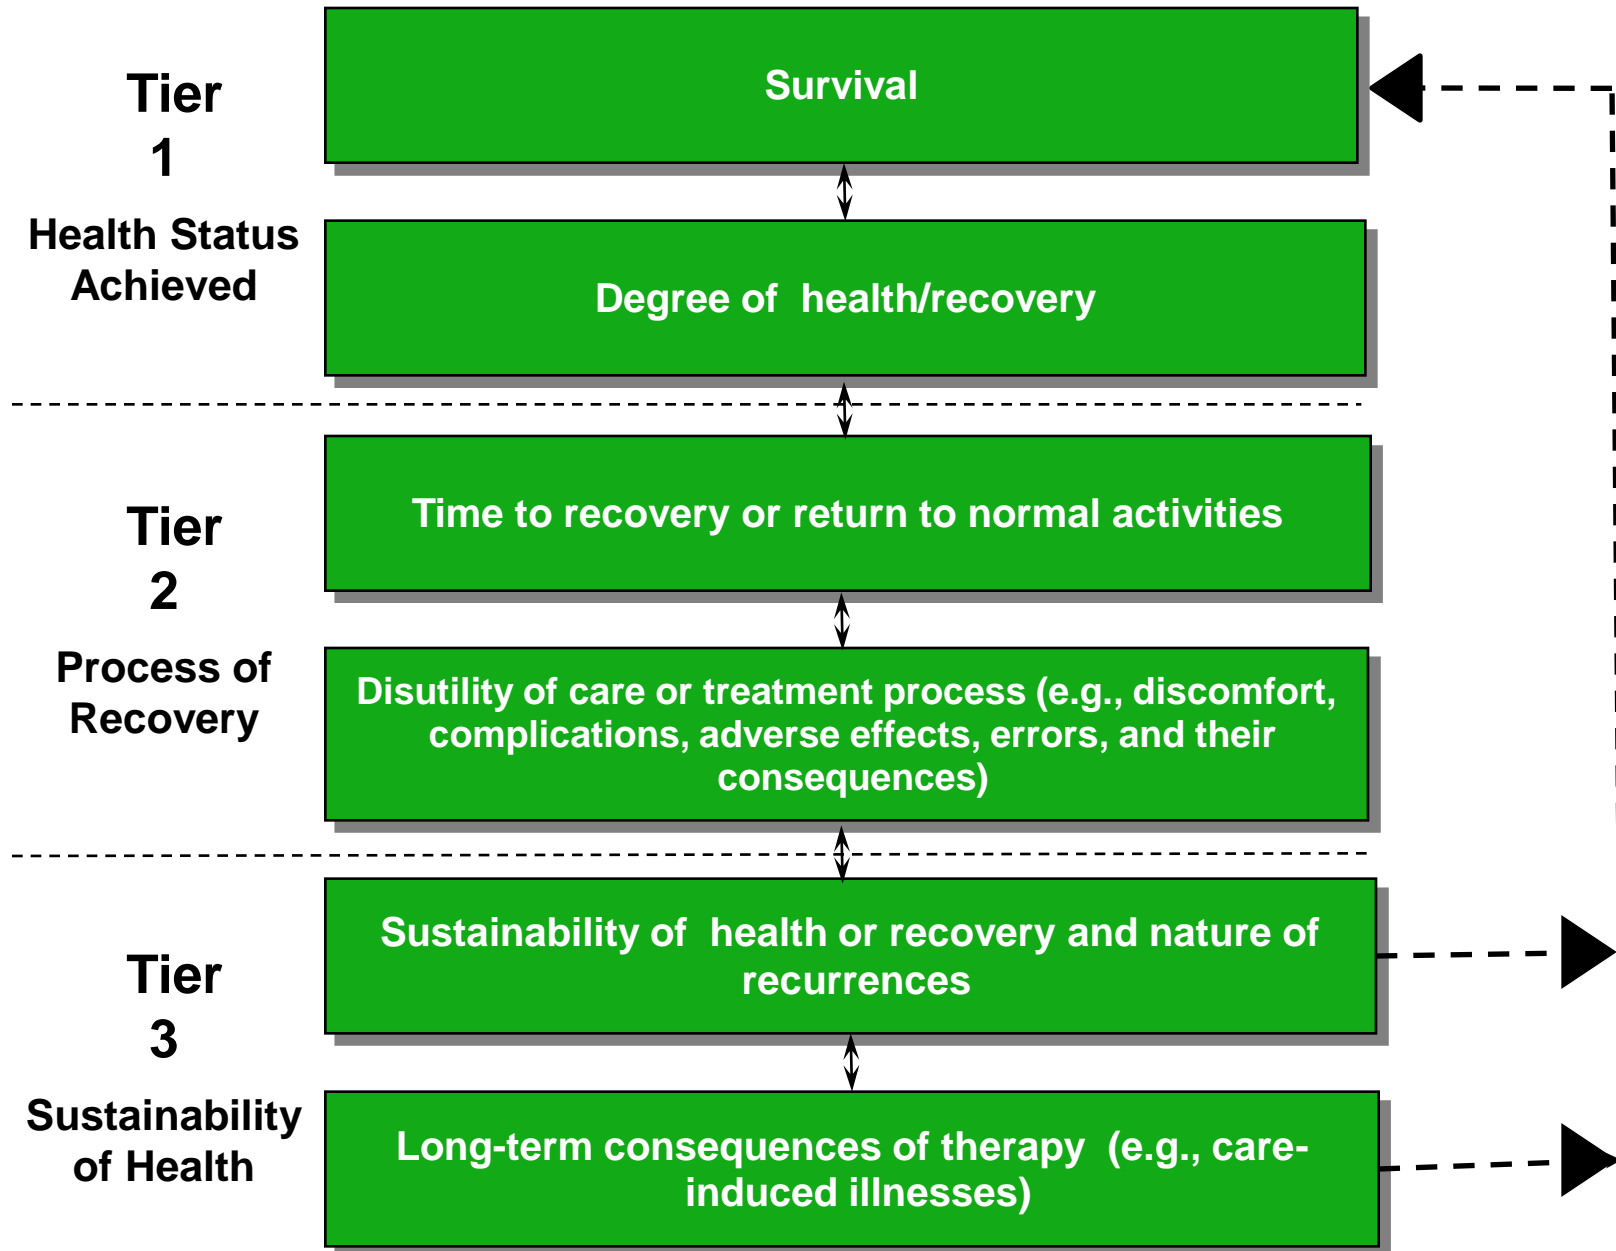 Tier
1
Health Status
Achieved
Survival
Degree of health/recovery
Tier
2
Process of
Recovery
Time to recovery or return to normal activities
Disutility of care or treatment process (e.g., discomfort,
complications, adverse effects, errors, and their
consequences)
Tier
3
Sustainability
of Health
Sustainability of health or recovery and nature of
recurrences
Long-term consequences of therapy (e.g., care-
induced illnesses)